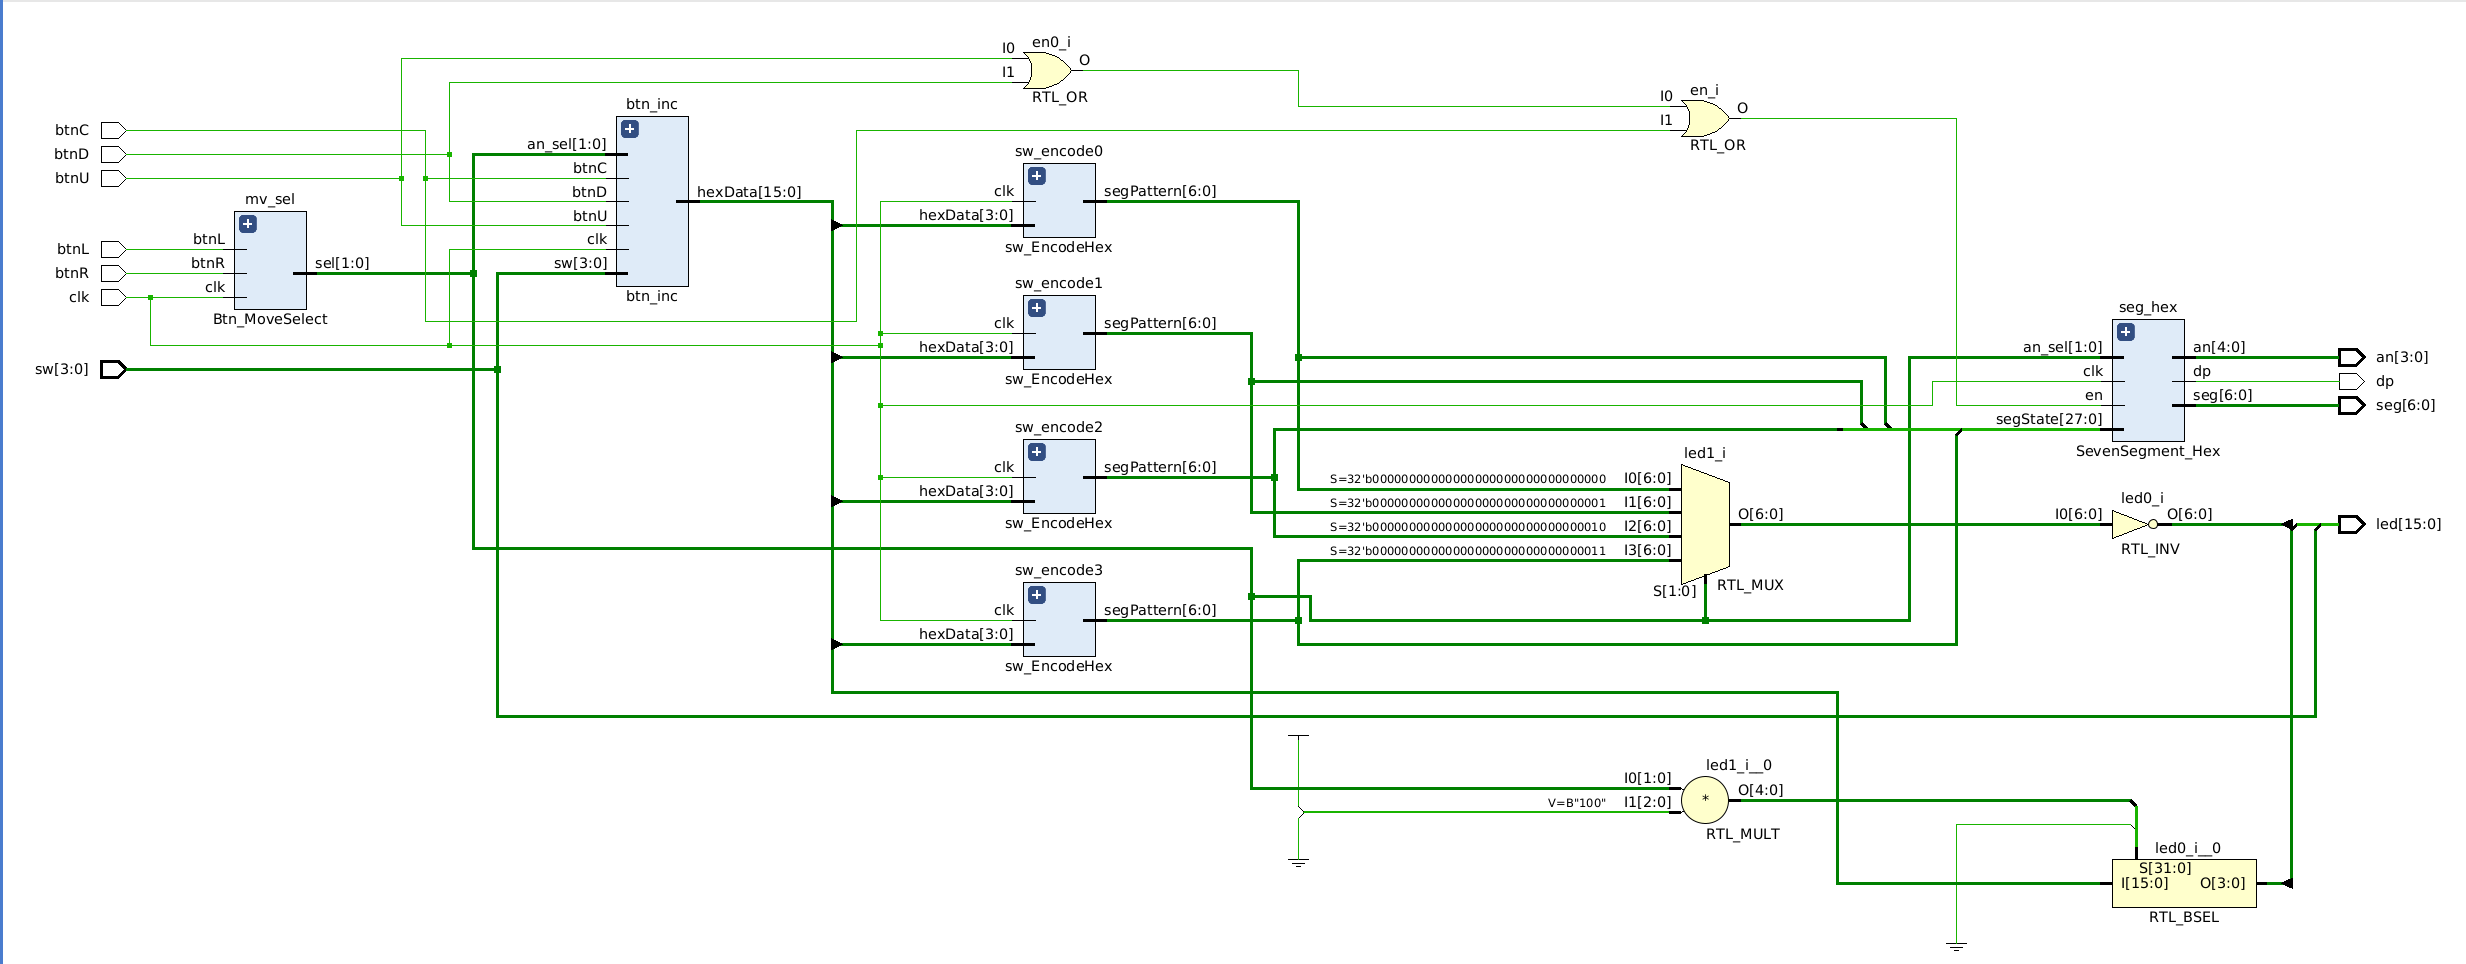 btnC
btnD
btnU
btnL
btnR
clk
sw[3:0]
mv_sel
btnL
btnR
clk
sel[1:0]
Btn_MoveSelect
btn_inc
an_sel[1:0]
btnC
btnD
btnU
clk
sw[3:0]
hexData[15:0]
btn_inc
en0_i
I0
I1
O
RTL_OR
en_i
I0
I1
O
RTL_OR
sw_encode0
clk
hexData[3:0]
segPattern[6:0]
sw_EncodeHex
sw_encode1
clk
hexData[3:0]
segPattern[6:0]
sw_EncodeHex
sw_encode2
clk
hexData[3:0]
segPattern[6:0]
sw_EncodeHex
sw_encode3
clk
hexData[3:0]
segPattern[6:0]
sw_EncodeHex
led1_i
S=32'b00000000000000000000000000000000 I0[6:0]
S=32'b00000000000000000000000000000001 I1[6:0]
S=32'b00000000000000000000000000000010 I2[6:0]
S=32'b00000000000000000000000000000011 I3[6:0]
S[1:0]
O[6:0]
RTL_MUX
led1_i__0
I0[1:0]
V=B"100" I1[2:0]
*
O[4:0]
RTL_MULT
seg_hex
an_sel[1:0]
clk
en
segState[27:0]
an[4:0]
dp
seg[6:0]
SevenSegment_Hex
led0_i
I0[6:0]
O[6:0]
RTL_INV
led0_i__0
S[31:0]
I[15:0]
O[3:0]
RTL_BSEL
an[3:0]
dp
seg[6:0]
led[15:0]